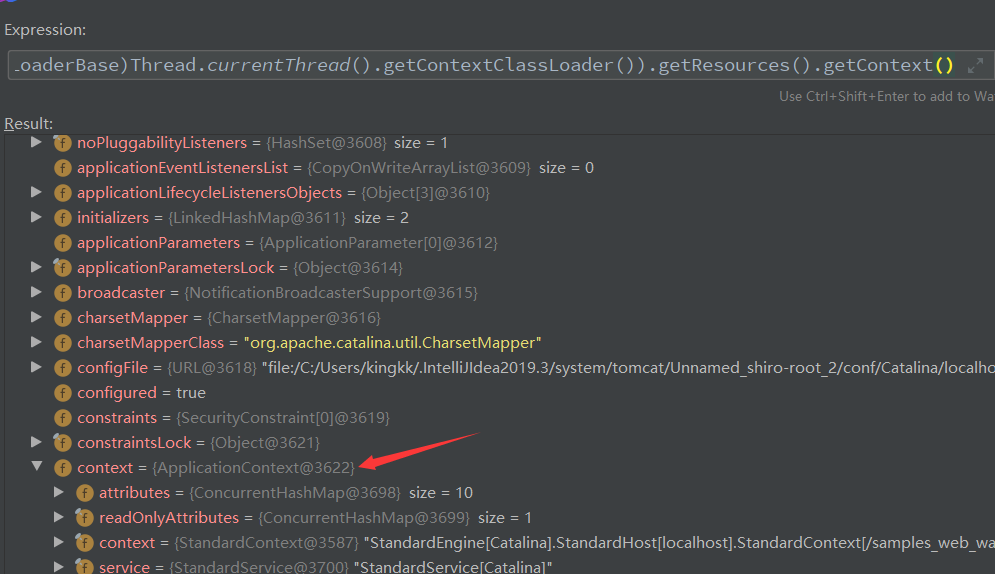 Expression:
_oaderBase)Thread.currentThread().getContextClassLoader()).getResources().getContext()
Use Ctrl+Shift+Enter to add to Wa
Result:
f noPluggabilityListeners = {HashSet@3608} size = 1
f applicationEventListenersList = {CopyOnWriteArrayList@3609} size = 0
f applicationLifecycleListenersObjects = {Object[3]@3610}
f initializers = {LinkedHashMap@3611} size = 2
f applicationParameters = {ApplicationParameter[0]@3612}
f applicationParametersLock = {Object@3614}
f broadcaster = {NotificationBroadcasterSupport@3615}
f charsetMapper = {CharsetMapper@3616}
f charsetMapperClass = "org.apache.catalina.util.CharsetMapper"
f configFile = {URL@3618} "file:/C:/Users/kingkk/.IntelliJIdea2019.3/system/tomcat/Unnamed_shiro-root_2/conf/Catalina/localho
f configured = true
f constraints = {SecurityConstraint[0]@3619}
f constraintsLock = {Object@3621}
f context = {ApplicationContext@3622}
f attributes = {ConcurrentHashMap@3698} size = 10
f readOnlyAttributes = {ConcurrentHashMap@3699} size = 1
f context = {StandardContext@3587} "StandardEngine[Catalina].StandardHost[localhost].StandardContext[/samples_web_wa
f service = {StandardService@3700} "StandardService[Catalina]"